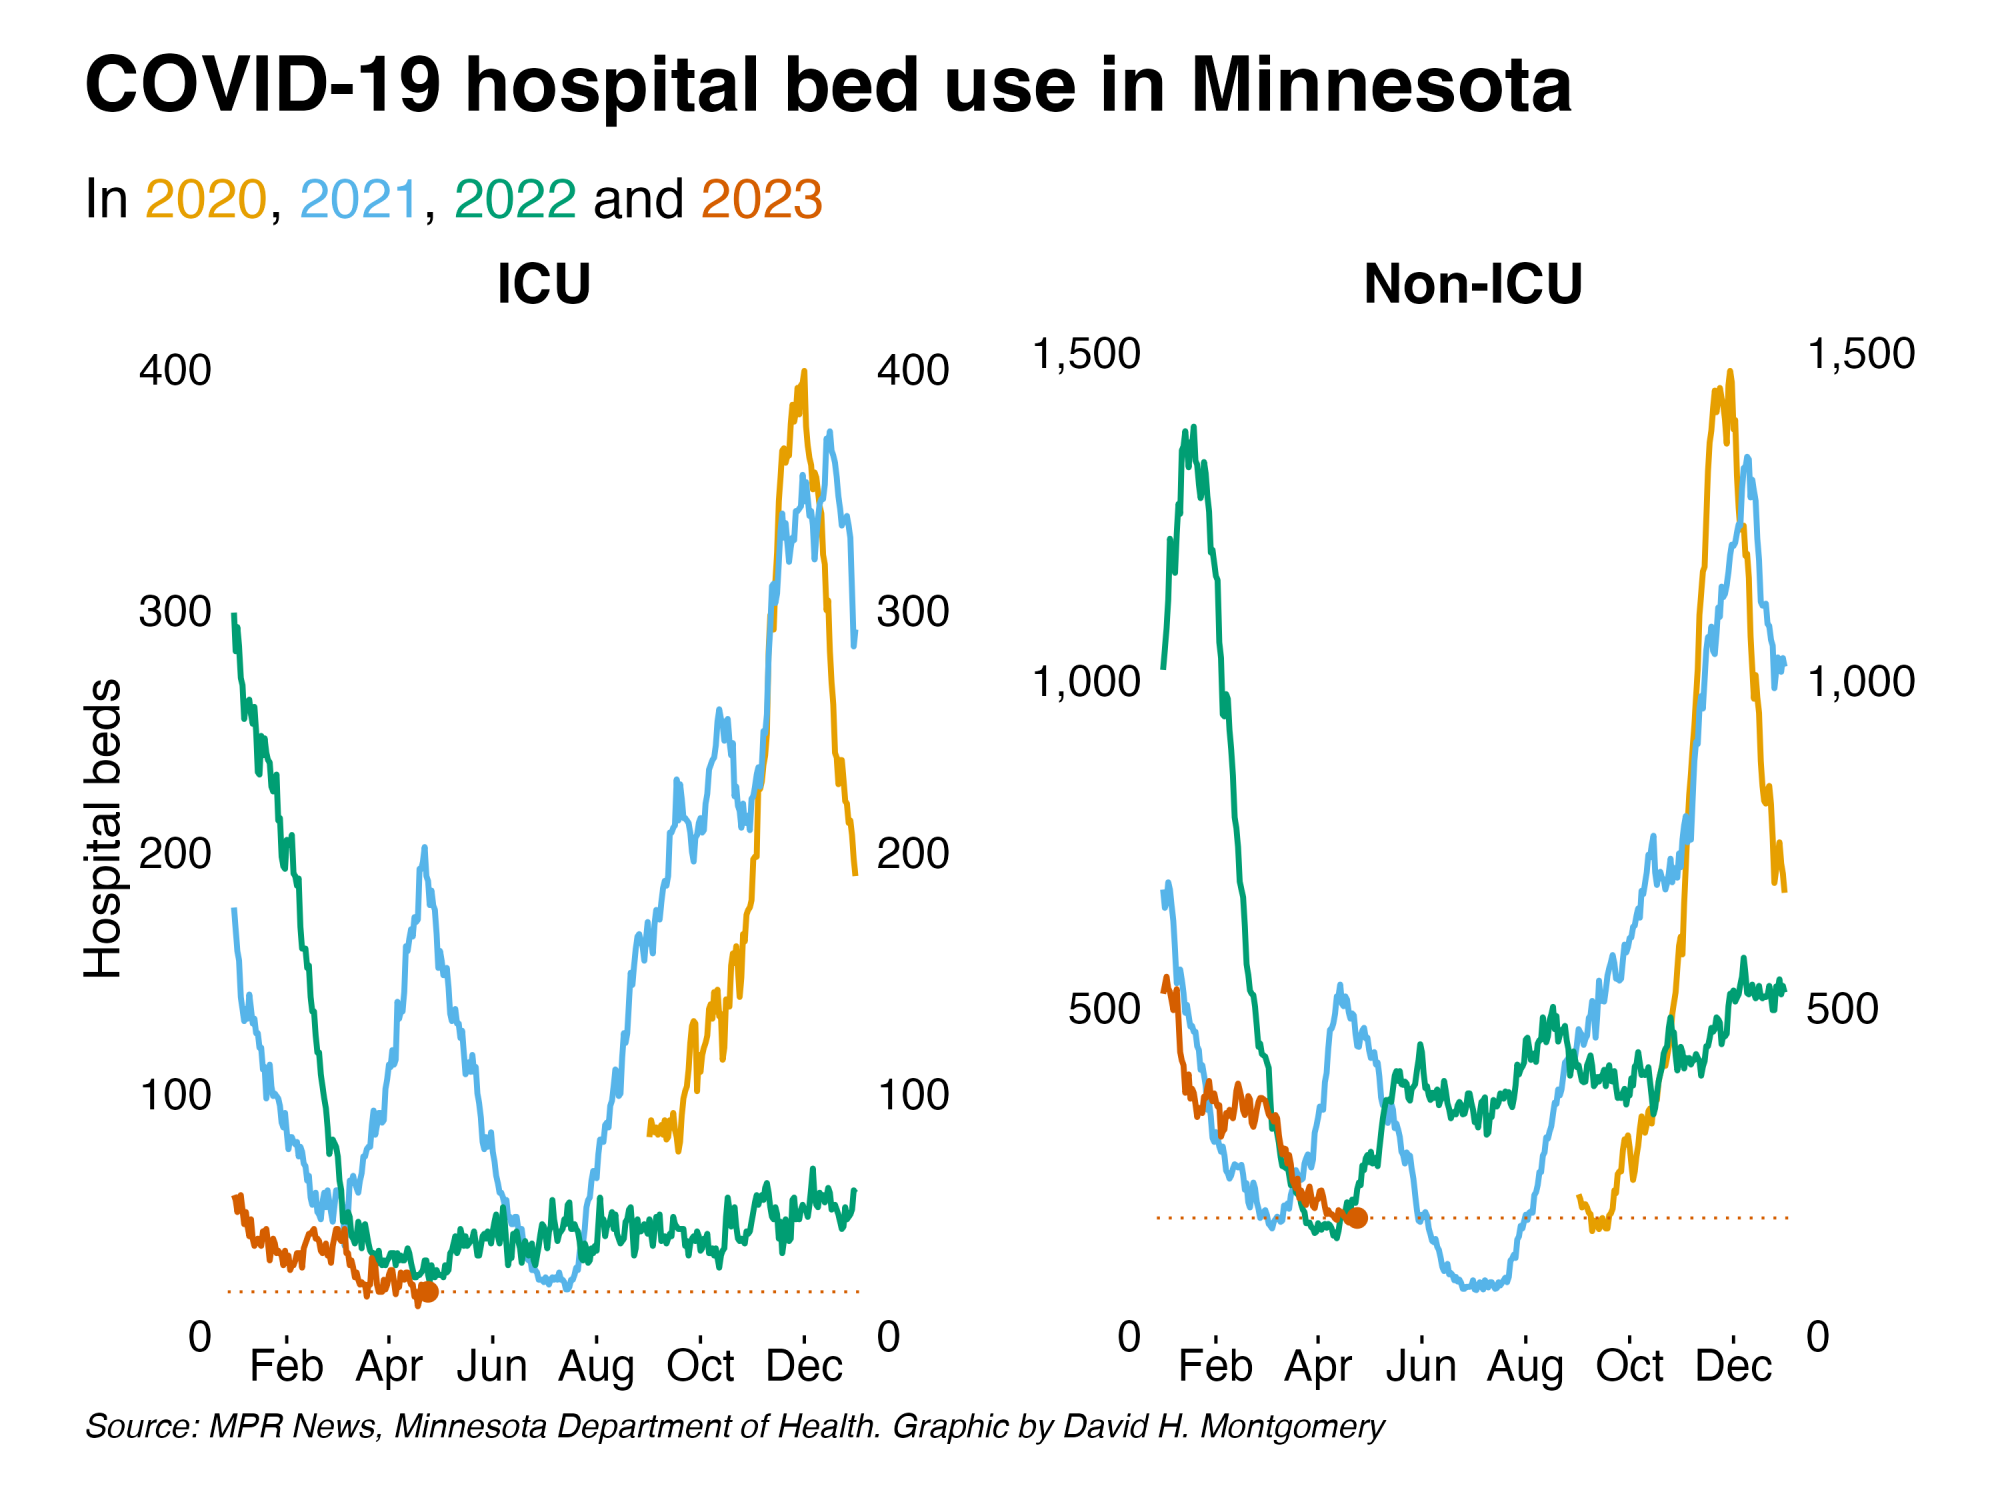 COVID-19 hospital bed use in Minnesota
In 2020, 2021, 2022 and 2023
ICU
Non-ICU
Hospital beds
400
300
200
100
0
400
300
200
100
0
Feb Apr Jun Aug Oct Dec
1,500
1,000
500
0
1,500
1,000
500
0
Feb Apr Jun Aug Oct Dec
Source: MPR News, Minnesota Department of Health. Graphic by David H. Montgomery